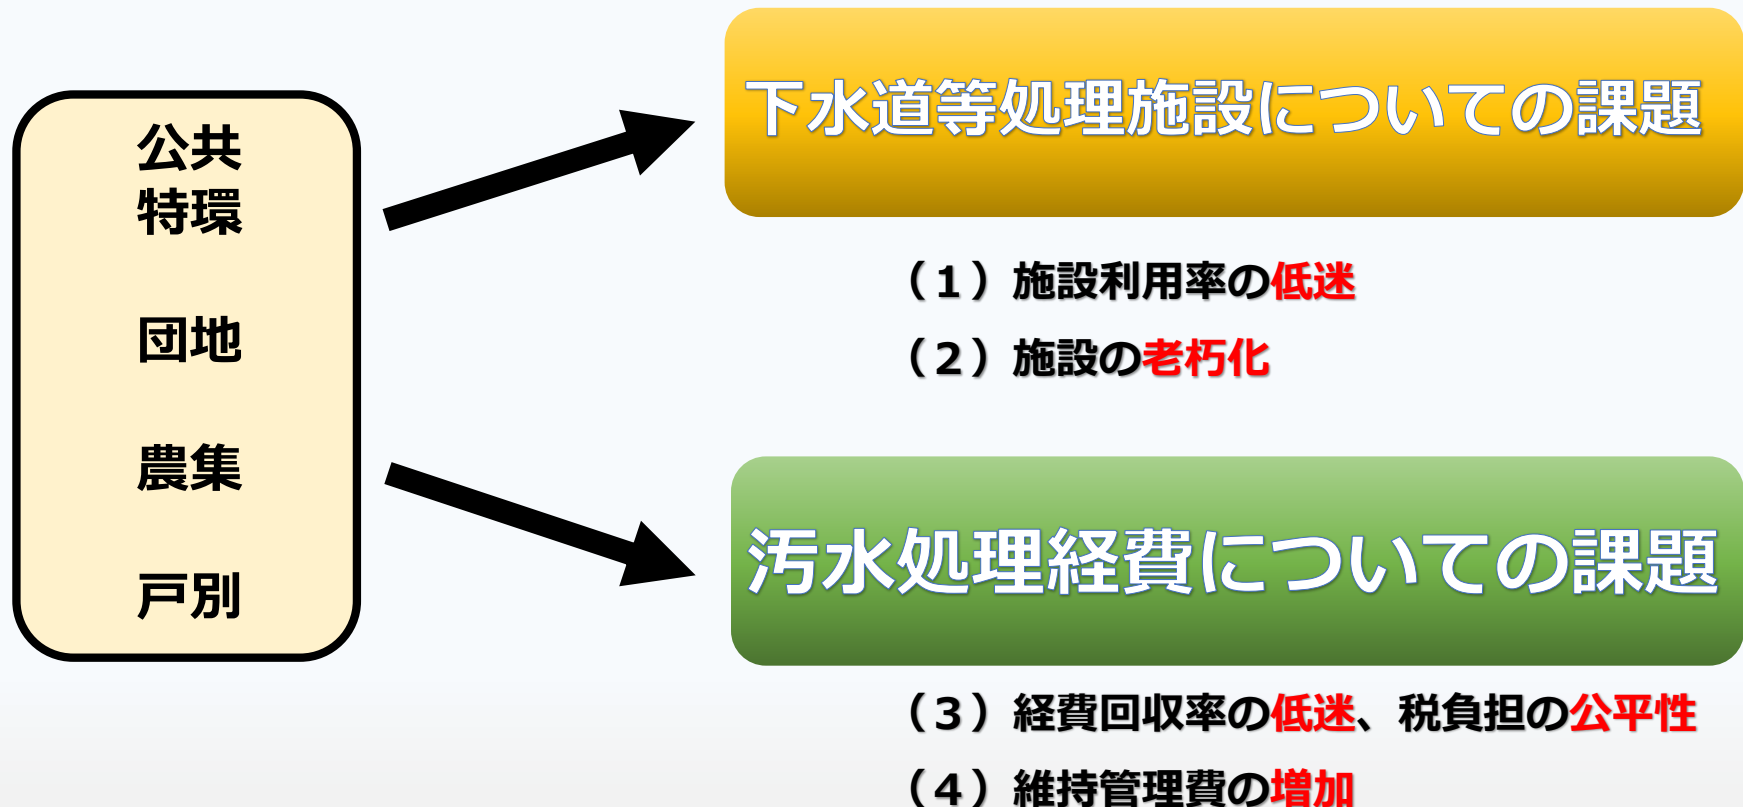 公共
特環
団地
農集
戸別
下水道等処理施設についての課題
（１）施設利用率の低迷
（２）施設の老朽化
汚水処理経費についての課題
（３）経費回収率の低迷、税負担の公平性
（４）維持管理費の増加